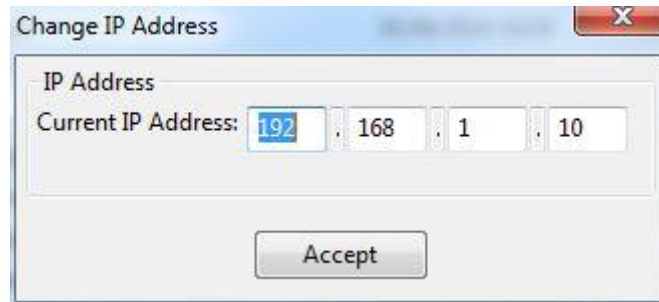 Change IP Address
IP Address
Current IP Address: 192 . 168 . 1 . 10
Accept